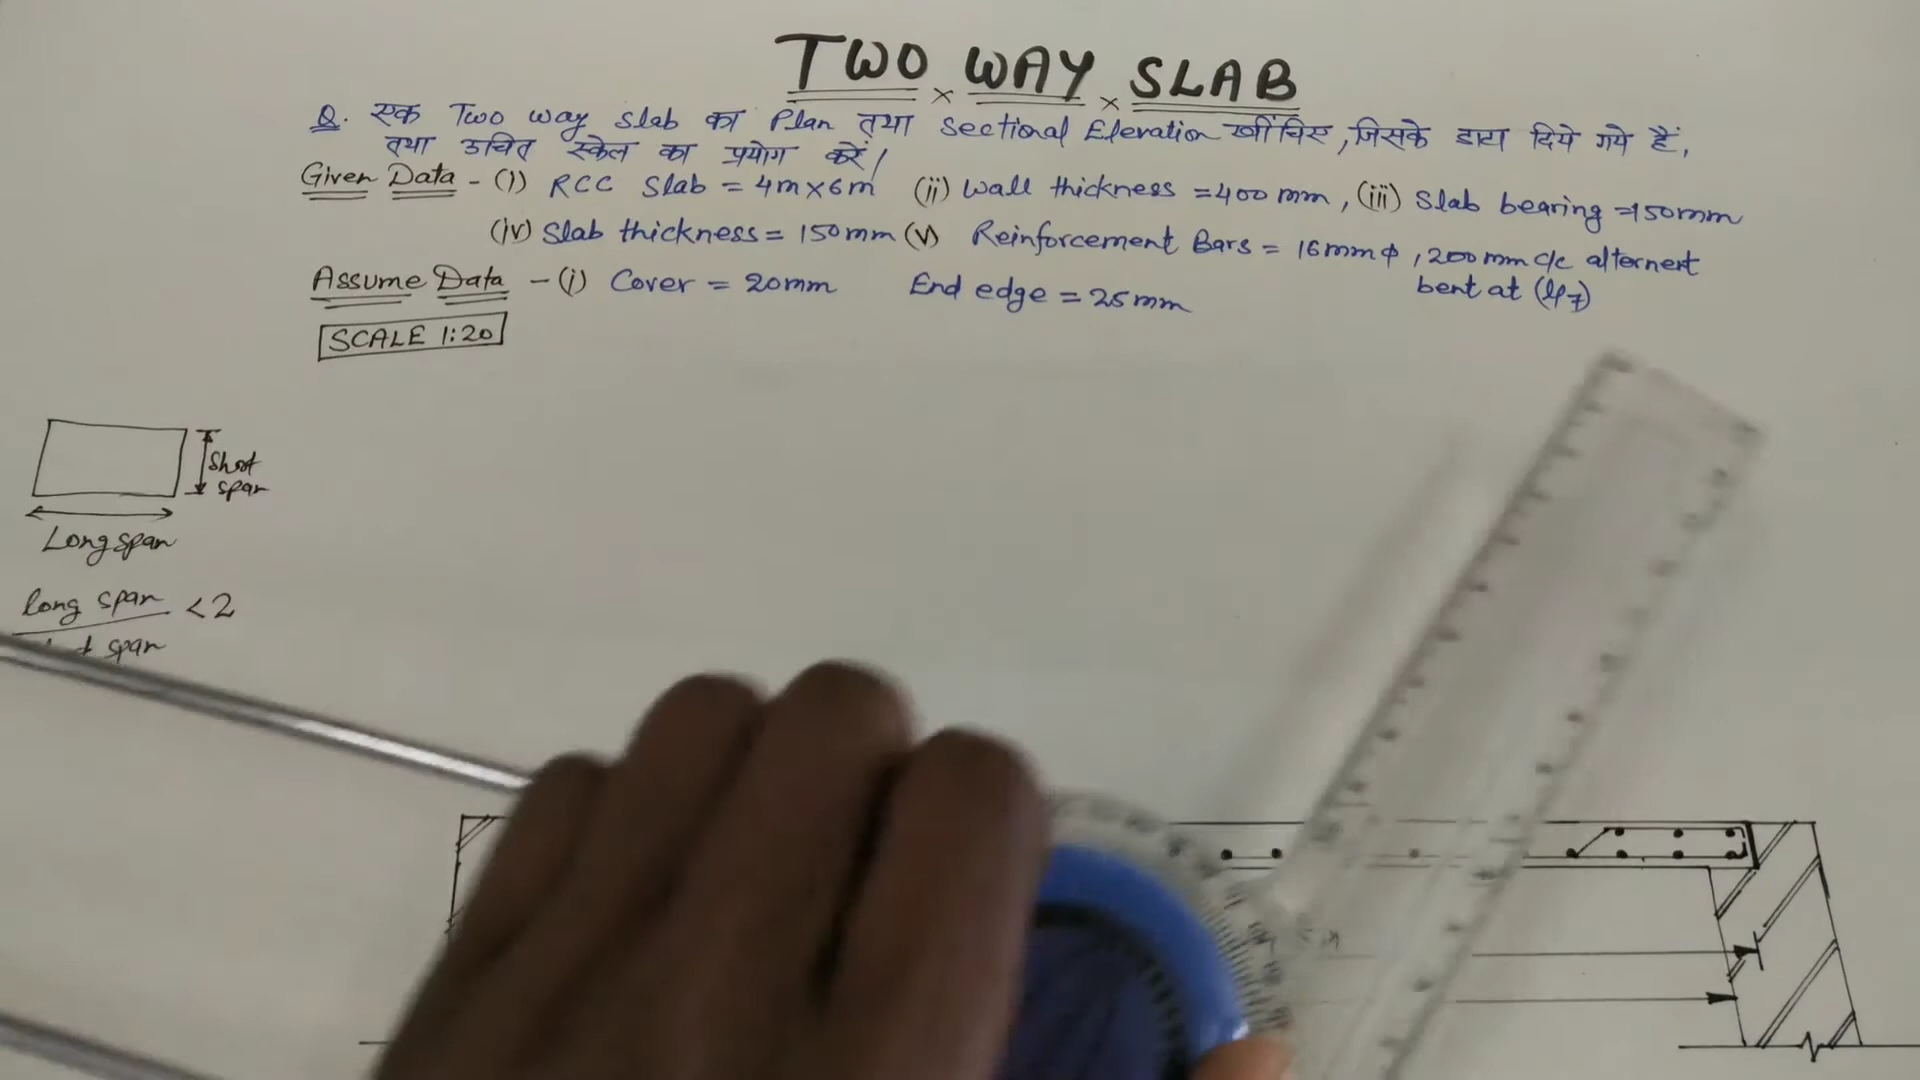 TWO WAY SLAB
Q. एक Two way slab का Plan तथा Sectional Elevation खींचिए, जिसके डाटा दिये गये हैं,
तथा उचित स्केल का प्रयोग करें/
Given Data - (i) RCC Slab = 4m x 6m (ii) Wall thickness = 400 mm, (iii) Slab bearing = 150mm
(iv) Slab thickness = 150mm (v) Reinforcement Bars = 16mm ϕ, 200mm c/c alternert
bent at (l/7)
Assume Data - (i) Cover = 20mm End edge = 25mm
SCALE 1:20
Short
span
Long span
long span < 2
span